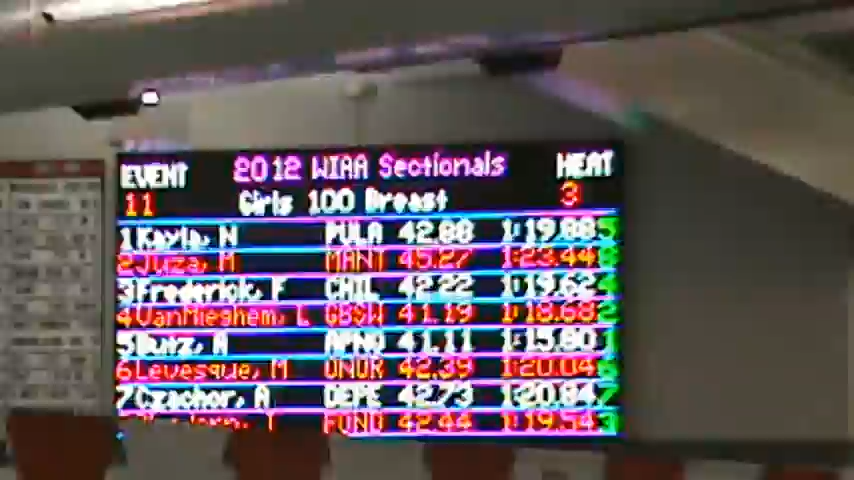 EVENT 2012 WIAA Sectionals HEAT
11 Girls 100 Breast 3
1 Kayla, N PULA 42.88 1:19.88 5
2 Juza, M MANT 45.27 1:23.44 8
3 Frederick, F CHIL 42.22 1:19.62 4
4 VanMieghem, L GBSW 41.19 1:18.68 2
5 Butz, A APNO 41.11 1:15.80 1
6 Levesque, M 42.39 1:20.04 6
7 Czachor, A DEPE 42.73 1:20.84 7
FOND 42.44 1:19.54 3